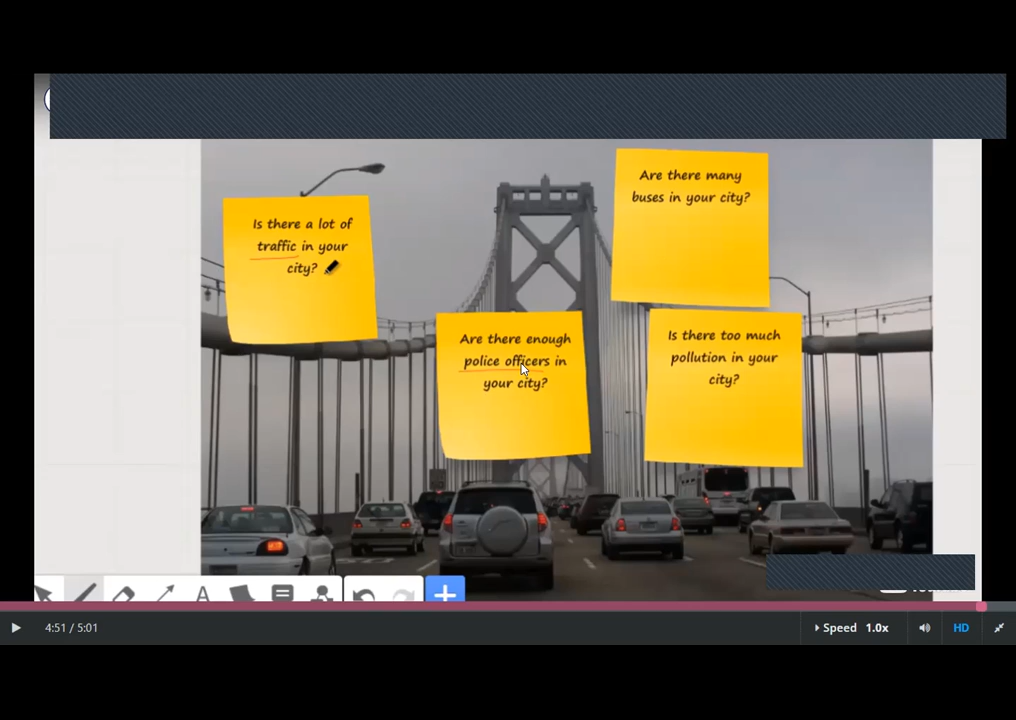 Is there a lot of
traffic in your
city?
Are there many
buses in your city?
Are there enough
police officers in
your city?
Is there too much
pollution in your
city?
A
4:51 / 5:01
Speed 1.0x
HD